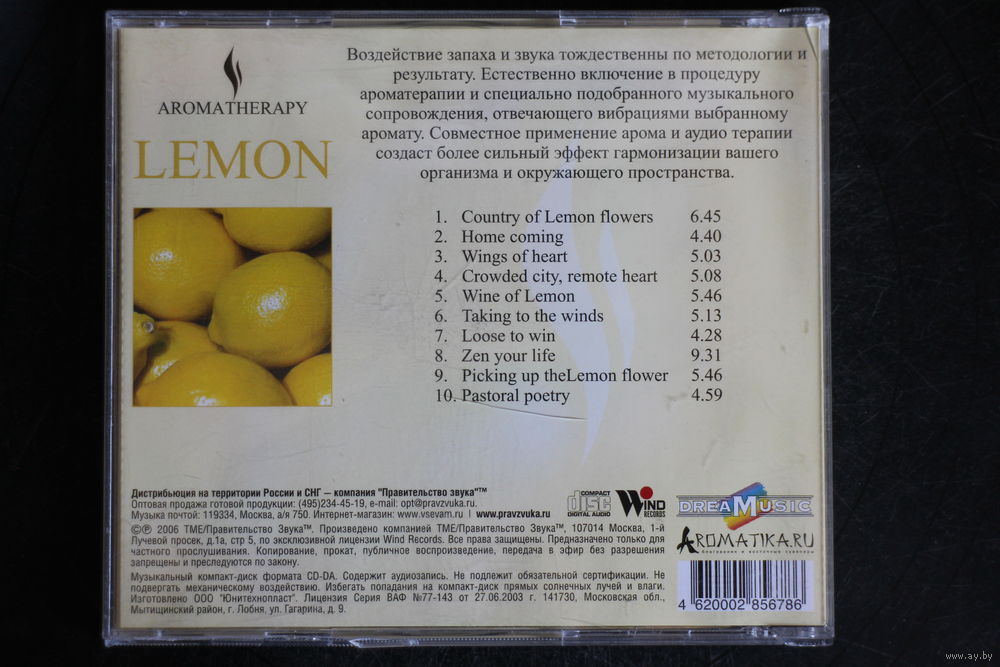 AROMATHERAPY
LEMON
Воздействие запаха и звука тождественны по методологии и
результату. Естественно включение в процедуру
ароматерапии и специально подобранного музыкального
сопровождения, отвечающего вибрациями выбранному
аромату. Совместное применение арома и аудио терапии
создаст более сильный эффект гармонизации вашего
организма и окружающего пространства.
1. Country of Lemon flowers 6.45
2. Home coming 4.40
3. Wings of heart 5.03
4. Crowded city, remote heart 5.08
5. Wine of Lemon 5.46
6. Taking to the winds 5.13
7. Loose to win 4.28
8. Zen your life 9.31
9. Picking up theLemon flower 5.46
10. Pastoral poetry 4.59
Дистрибьюция на территории России и СНГ – компания "Правительство звука"™
Оптовая продажа готовой продукции: (495)234-45-19, e-mail: opt@pravzvuka.ru.
Музыка почтой: 119334, Москва, а/я 750. Интернет-магазин: www.vsevam.ru | www.pravzvuka.ru
©℗ 2006 ТМЕ/Правительство Звука™. Произведено компанией ТМЕ/Правительство Звука™, 107014 Москва, 1-й
Лучевой просек, д.1а, стр 5, по эксклюзивной лицензии Wind Records. Все права защищены. Предназначено только для
частного прослушивания. Копирование, прокат, публичное воспроизведение, передача в эфир без разрешения
запрещены и преследуются по закону.
Музыкальный компакт-диск формата CD-DA. Содержит аудиозапись. Не подлежит обязательной сертификации. Не
подвергать механическому воздействию. Избегать попадания на компакт-диск прямых солнечных лучей и влаги.
Изготовлено ООО "Юнитехнопласт". Лицензия Серия ВАФ №77-143 от 27.06.2003 г. 141730, Московская обл.,
Мытищинский район, г. Лобня, ул. Гагарина, д. 9.
COMPACT
disc
DIGITAL AUDIO
WIND
RECORDS
DREAMUSIC
AROMATIKA.RU
благовония и восточные сувениры
4 620002 856786
www.ay.by